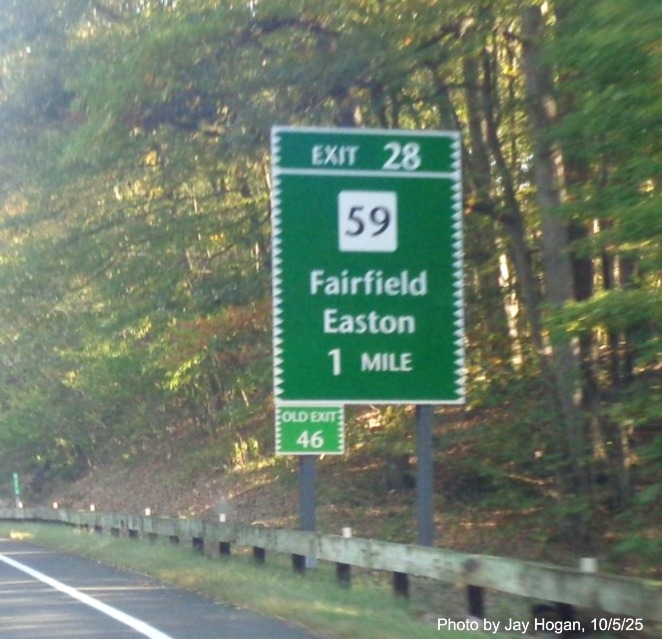 EXIT 28
59
Fairfield
Easton
1 MILE
OLD EXIT
46
Photo by Jay Hogan, 10/5/25